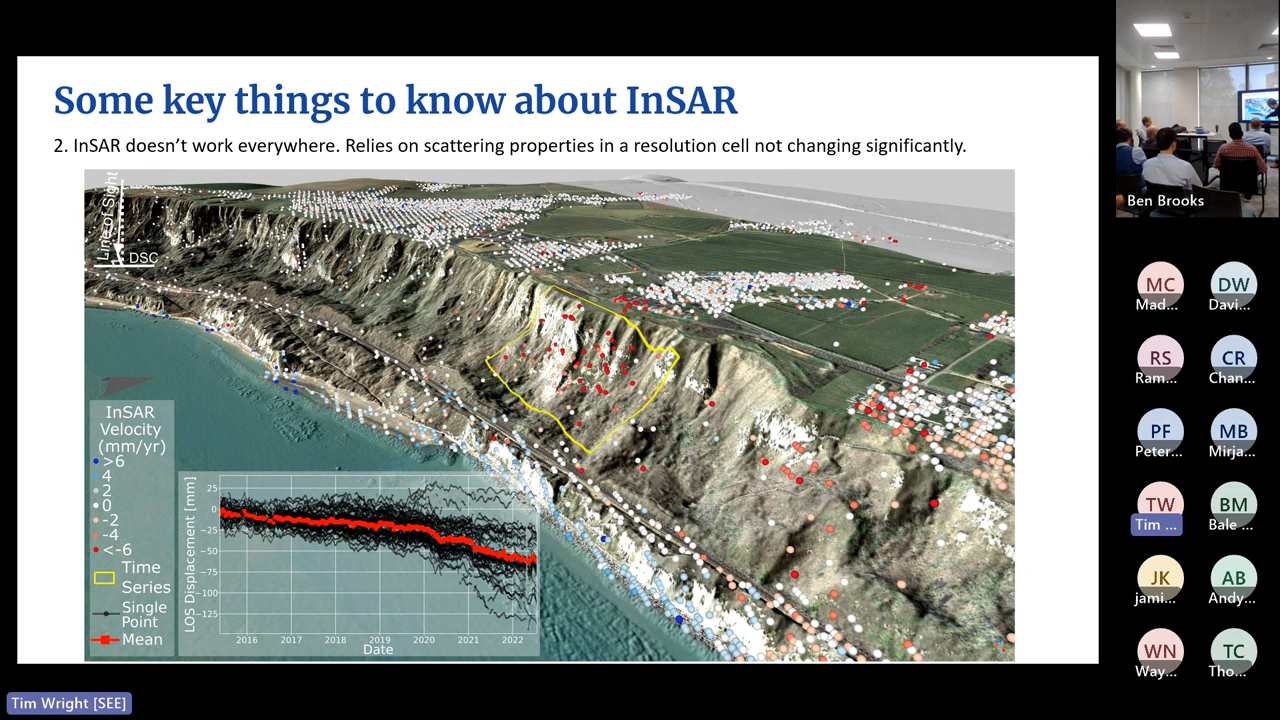 Some key things to know about InSAR
2. InSAR doesn’t work everywhere. Relies on scattering properties in a resolution cell not changing significantly.
Line of Sight
DSC
InSAR
Velocity
(mm/yr)
>6
4
2
0
-2
-4
<-6
Time
Series
Single
Point
Mean
LOS Displacement [mm]
25
0
−25
−50
−75
−100
−125
2016 2017 2018 2019 2020 2021 2022
Date
Ben Brooks
MC DW
Mad... Davi...
RS CR
Ram... Chan...
PF MB
Peter... Mirja...
TW BM
Tim ... Bale ...
JK AB
jami... Andy...
WN TC
Way... Tho...
Tim Wright [SEE]